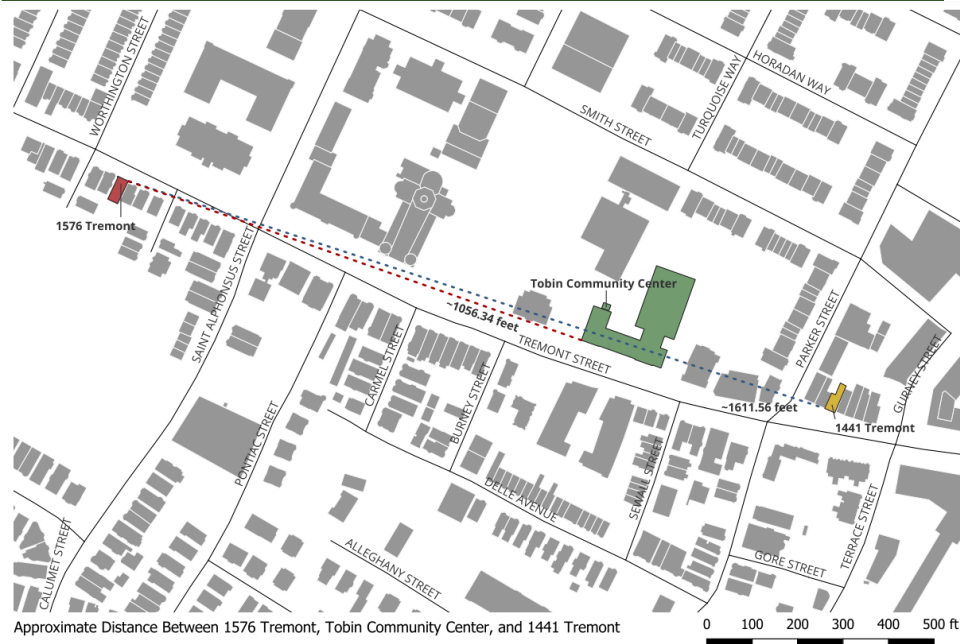 HORADAN WAY
WORTHINGTON STREET
TURQUOISE WAY
SMITH STREET
1576 Tremont
Tobin Community Center
SAINT ALPHONSUS STREET
~1056.34 feet
PARKER STREET
TREMONT STREET
CARMEL STREET
GURNEY STREET
BURNEY STREET
~1611.56 feet
1441 Tremont
PONTIAC STREET
SEWALL STREET
DELLE AVENUE
TERRACE STREET
CALUMET STREET
ALLEGHANY STREET
GORE STREET
Approximate Distance Between 1576 Tremont, Tobin Community Center, and 1441 Tremont
0 100 200 300 400 500 ft